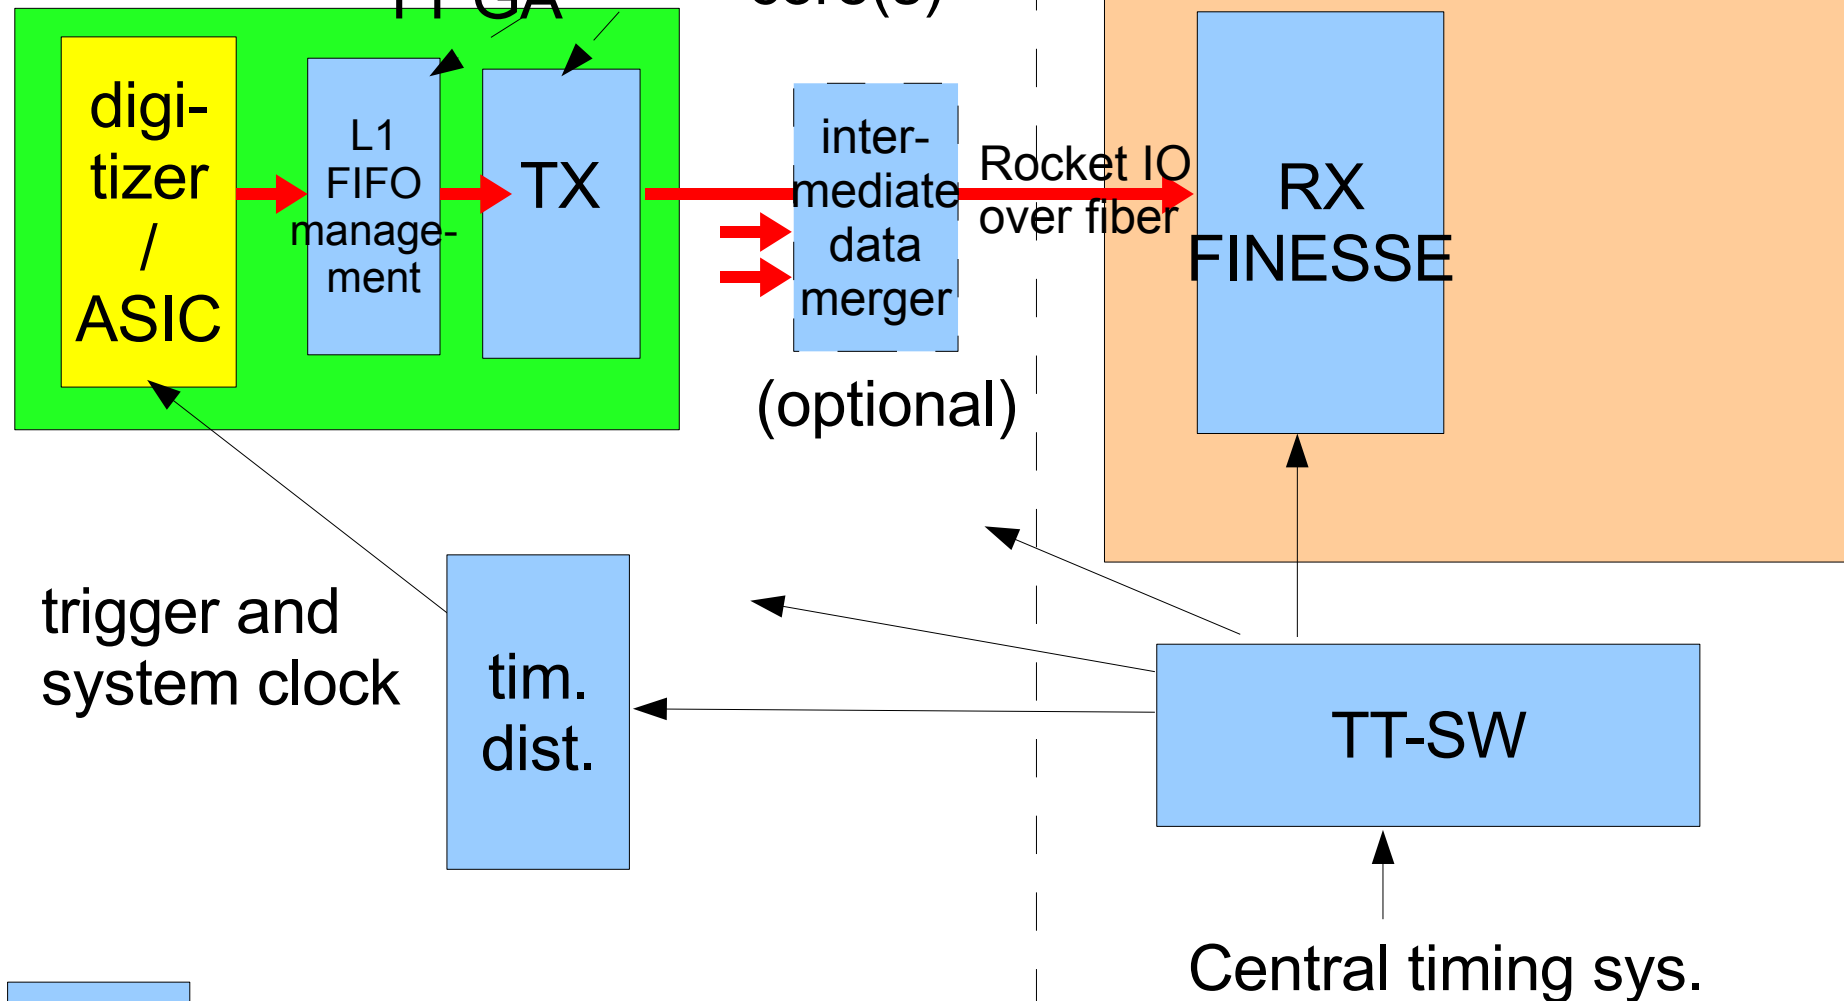 digi-
tizer
/
ASIC
L1
FIFO
manage-
ment
TX
inter-
mediate
data
merger
(optional)
Rocket IO
over fiber
RX
FINESSE
trigger and
system clock
tim.
dist.
TT-SW
Central timing sys.